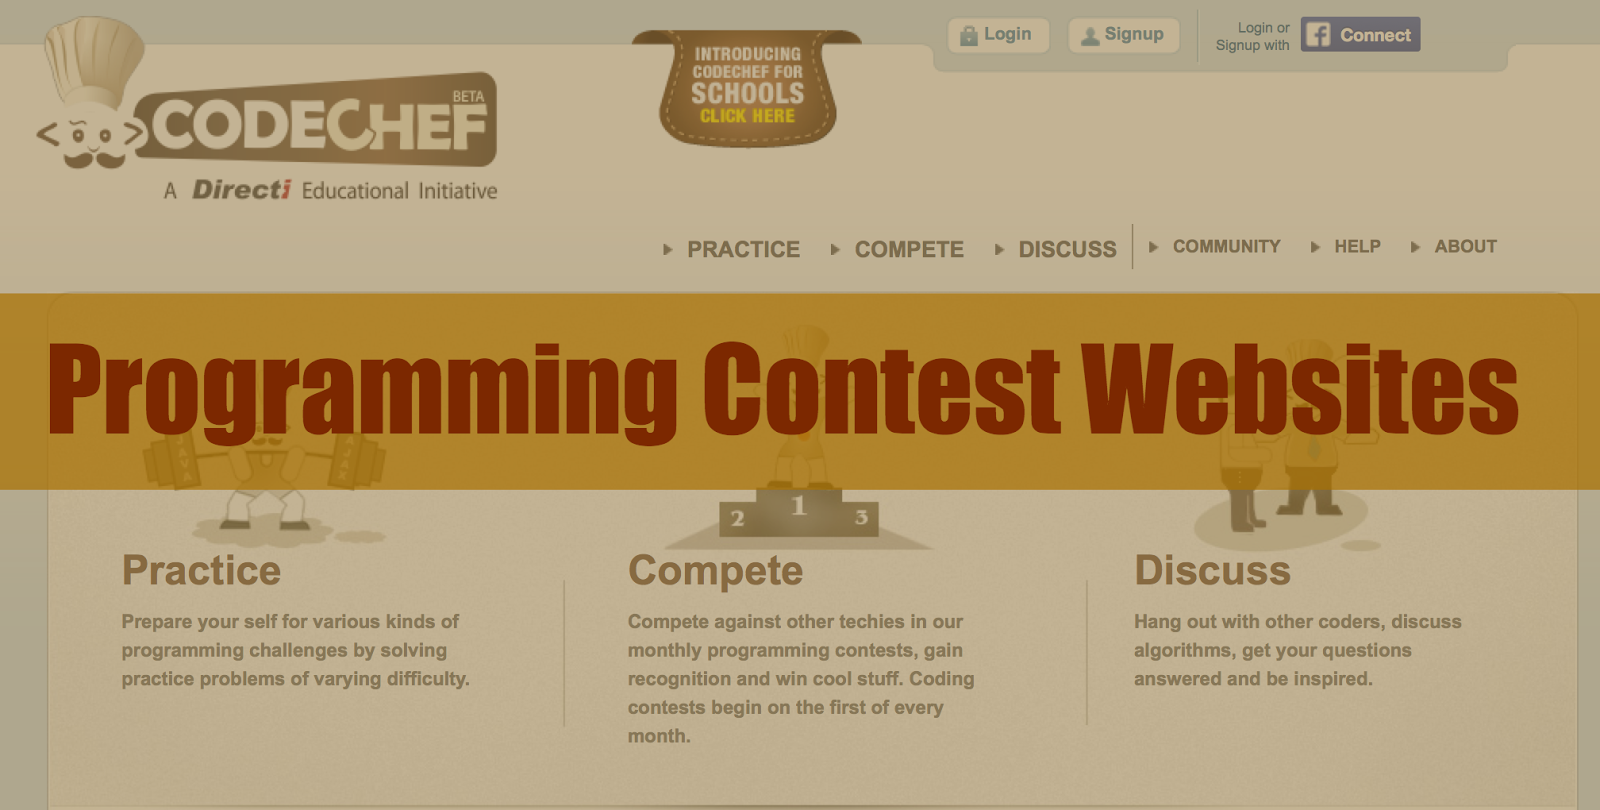 Login
Signup
Login or
Signup with
Connect
INTRODUCING
CODECHEF FOR
SCHOOLS
CLICK HERE
BETA
CODECHEF
A Directi Educational Initiative
PRACTICE
COMPETE
DISCUSS
COMMUNITY
HELP
ABOUT
Programming Contest Websites
JAVA
AJAX
1
2
3
Practice
Prepare your self for various kinds of
programming challenges by solving
practice problems of varying difficulty.
Compete
Compete against other techies in our
monthly programming contests, gain
recognition and win cool stuff. Coding
contests begin on the first of every
month.
Discuss
Hang out with other coders, discuss
algorithms, get your questions
answered and be inspired.